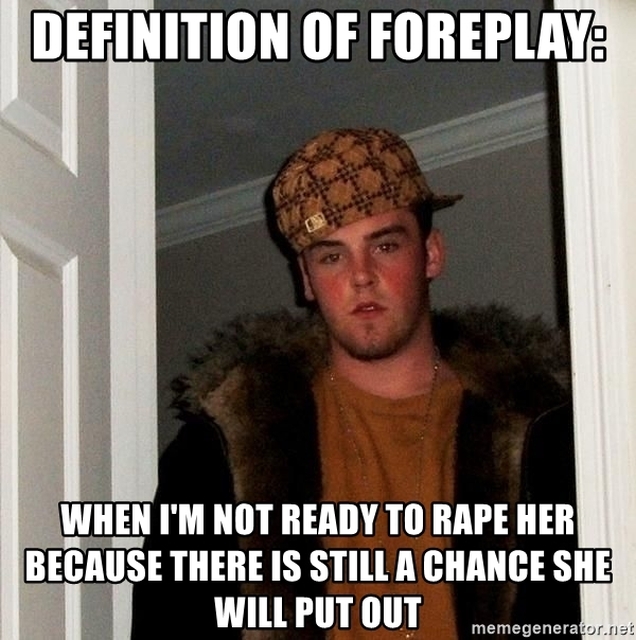 DEFINITION OF FOREPLAY:
WHEN I'M NOT READY TO RAPE HER
BECAUSE THERE IS STILL A CHANCE SHE
WILL PUT OUT
memegenerator.net